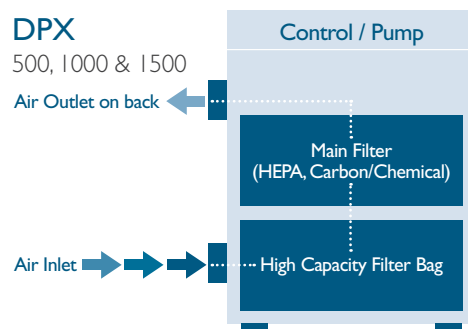 DPX
500, 1000 & 1500
Control / Pump
Air Outlet on back
Main Filter
(HEPA, Carbon/Chemical)
Air Inlet
High Capacity Filter Bag